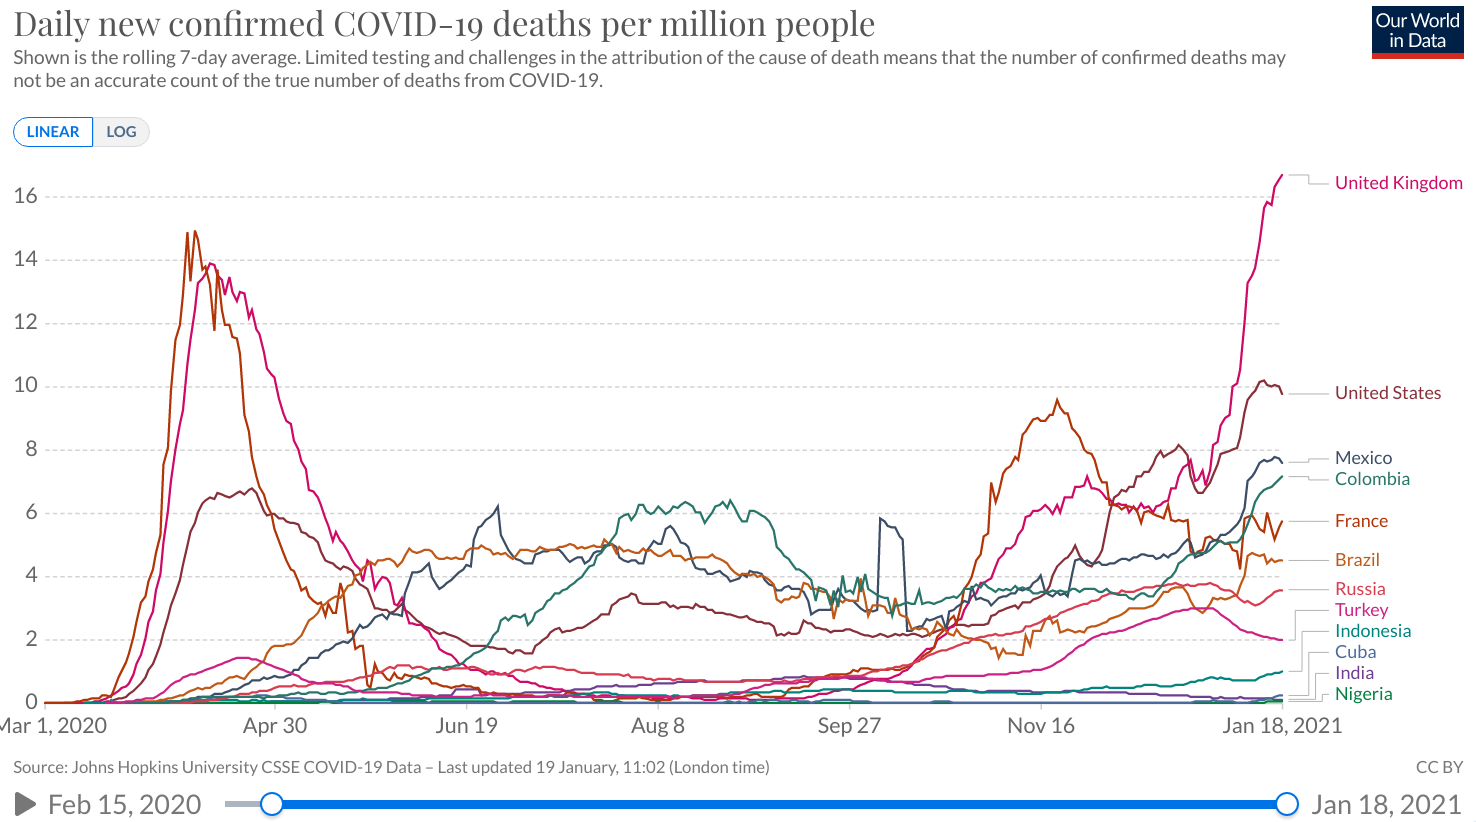 Daily new confirmed COVID-19 deaths per million people
Our World
in Data
Shown is the rolling 7-day average. Limited testing and challenges in the attribution of the cause of death means that the number of confirmed deaths may
not be an accurate count of the true number of deaths from COVID-19.
LINEAR LOG
16
14
12
10
8
6
4
2
0
United Kingdom
United States
Mexico
Colombia
France
Brazil
Russia
Turkey
Indonesia
Cuba
India
Nigeria
Mar 1, 2020 Apr 30 Jun 19 Aug 8 Sep 27 Nov 16 Jan 18, 2021
Source: Johns Hopkins University CSSE COVID-19 Data – Last updated 19 January, 11:02 (London time) CC BY
Feb 15, 2020 Jan 18, 2021